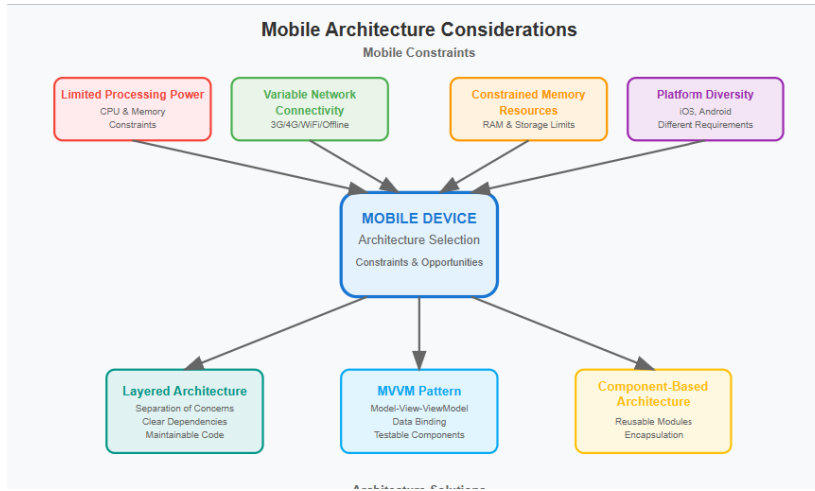 Mobile Architecture Considerations
Mobile Constraints
Limited Processing Power
CPU & Memory
Constraints
Variable Network
Connectivity
3G/4G/WiFi/Offline
Constrained Memory
Resources
RAM & Storage Limits
Platform Diversity
iOS, Android
Different Requirements
MOBILE DEVICE
Architecture Selection
Constraints & Opportunities
Layered Architecture
Separation of Concerns
Clear Dependencies
Maintainable Code
MVVM Pattern
Model-View-ViewModel
Data Binding
Testable Components
Component-Based
Architecture
Reusable Modules
Encapsulation
Architecture Solutions